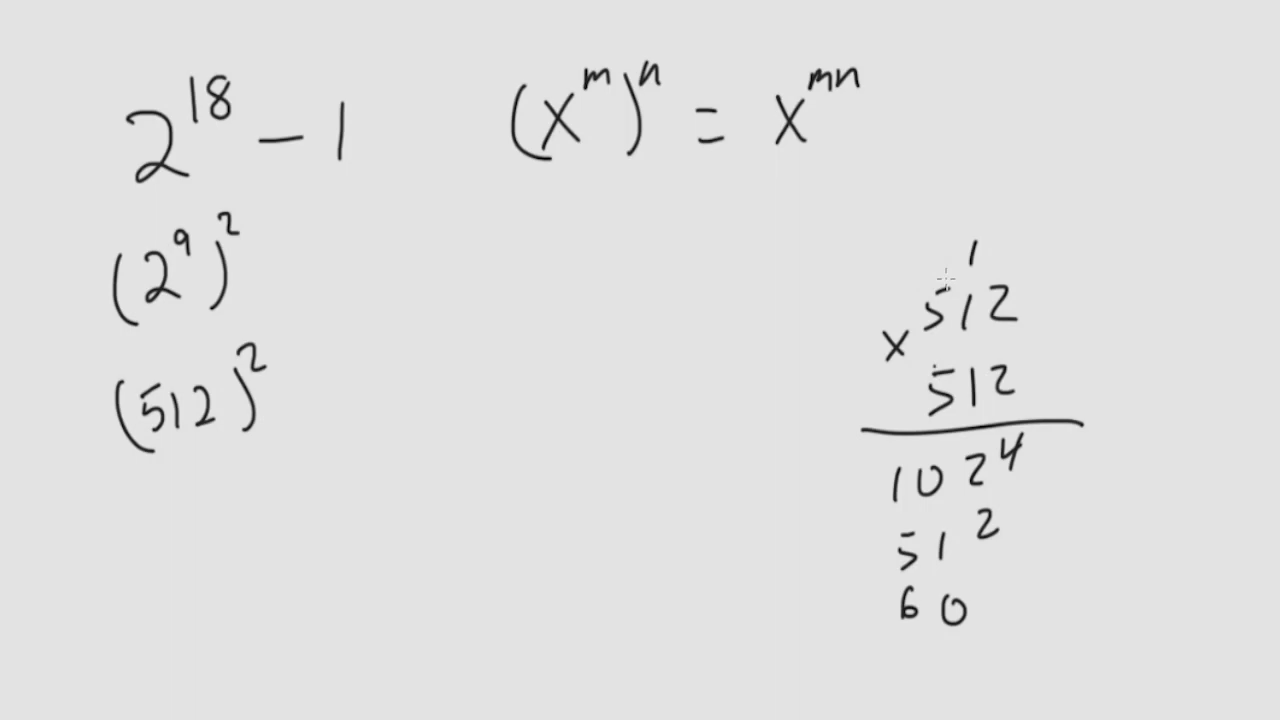 2^18 - 1
(x^m)^n = x^mn
(2^9)^2
(512)^2
1
512
x 512
1024
512
60